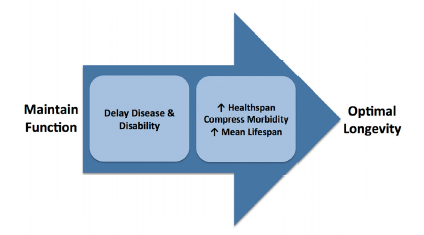 Maintain
Function
Delay Disease &
Disability
↑ Healthspan
Compress Morbidity
↑ Mean Lifespan
Optimal
Longevity